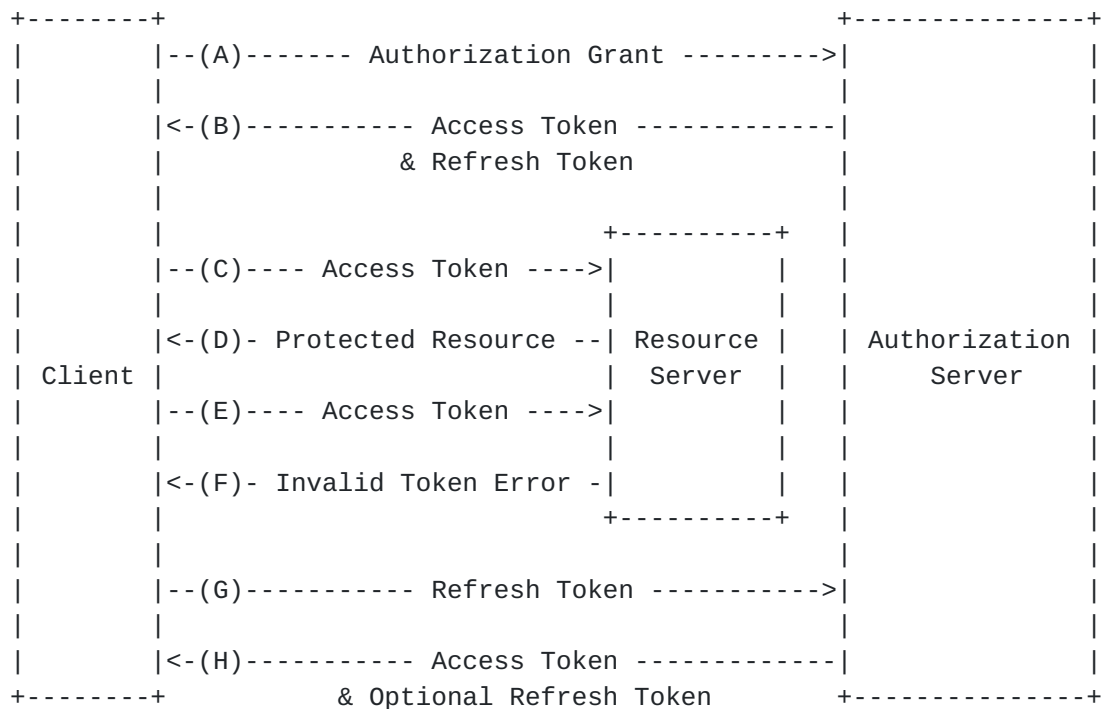 +--------+                                           +---------------+
|        |--(A)------- Authorization Grant --------->|               |
|        |                                           |               |
|        |<-(B)----------- Access Token -------------|               |
|        |               & Refresh Token             |               |
|        |                                           |               |
|        |                            +----------+   |               |
|        |--(C)---- Access Token ---->|          |   |               |
|        |                            |          |   |               |
|        |<-(D)- Protected Resource --| Resource |   | Authorization |
| Client |                            |  Server  |   |     Server    |
|        |--(E)---- Access Token ---->|          |   |               |
|        |                            |          |   |               |
|        |<-(F)- Invalid Token Error -|          |   |               |
|        |                            +----------+   |               |
|        |                                           |               |
|        |--(G)----------- Refresh Token ----------->|               |
|        |                                           |               |
|        |<-(H)----------- Access Token -------------|               |
+--------+           & Optional Refresh Token        +---------------+